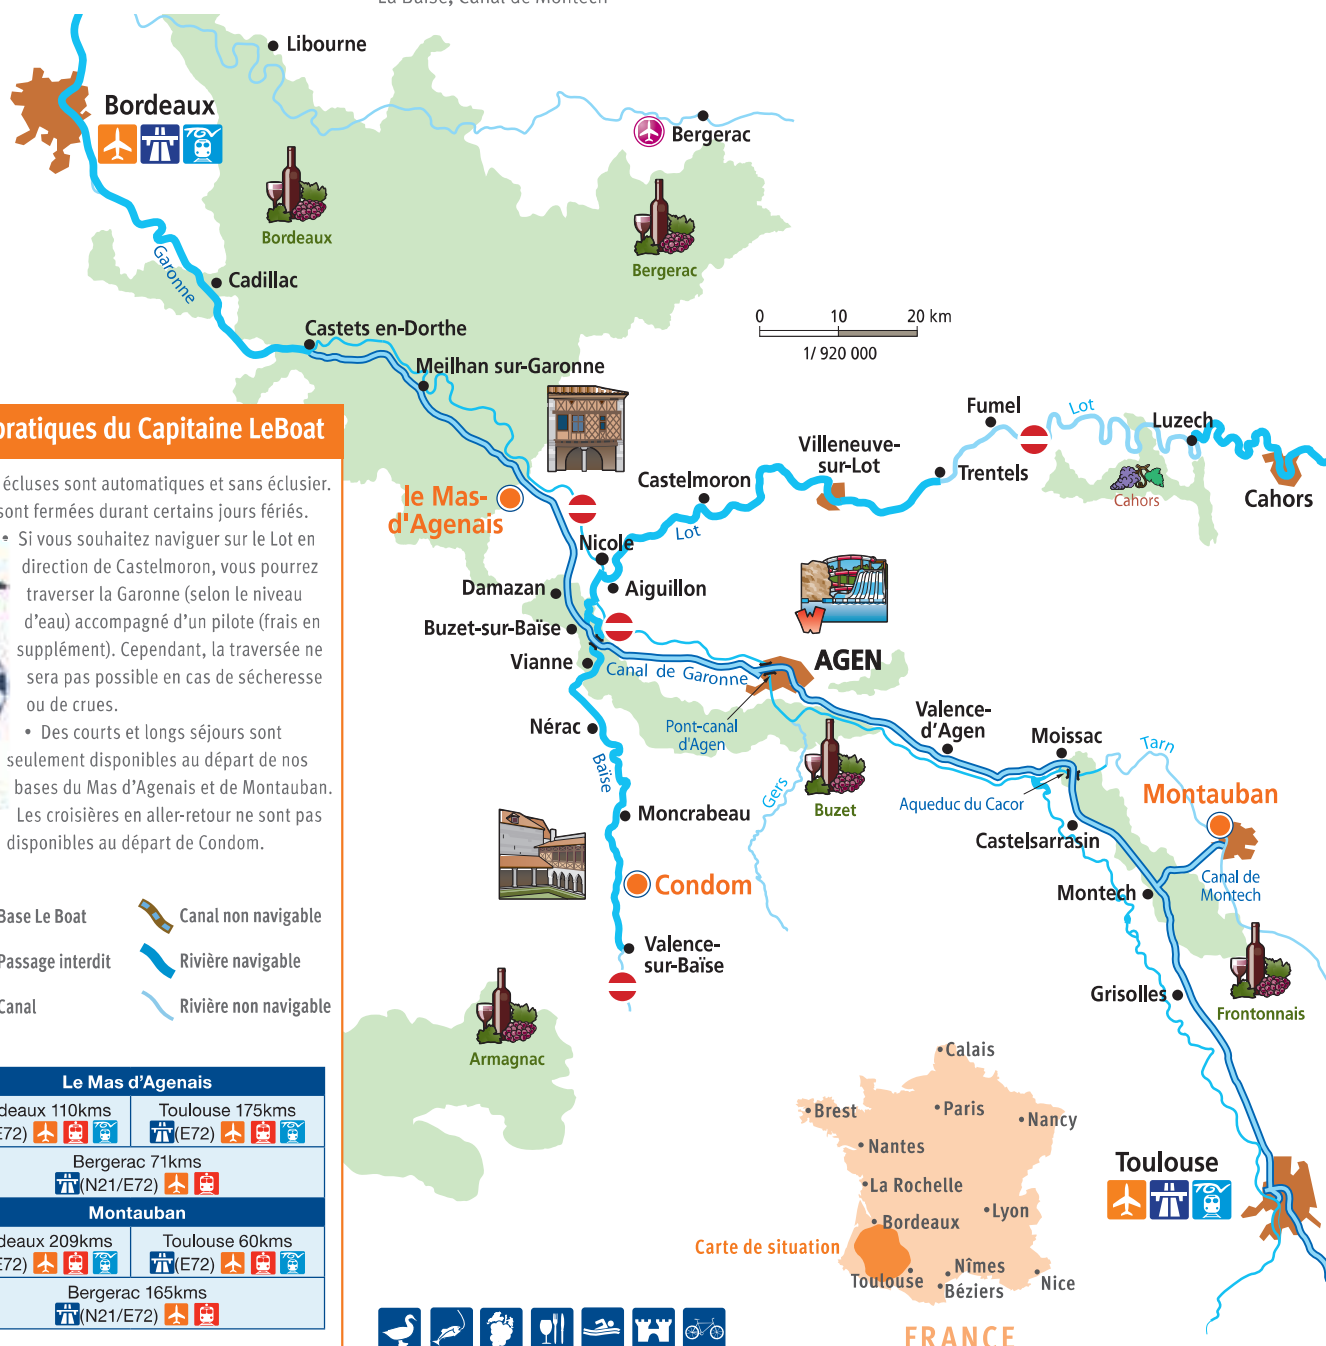 La Baïse, Canal de Montech
Libourne
Bordeaux
TGV
Bergerac
Bordeaux
Bergerac
Garonne
Cadillac
0 10 20 km
1/ 920 000
Castets en-Dorthe
Meilhan sur-Garonne
Fumel
Lot
Luzech
Villeneuve-
sur-Lot
Trentels
Castelmoron
Cahors
Cahors
le Mas-
d'Agenais
Lot
Nicole
Damazan
Aiguillon
Buzet-sur-Baïse
Vianne
Canal de Garonne
AGEN
W
Nérac
Pont-canal
d'Agen
Valence-
d'Agen
Moissac
Tarn
Baïse
Gers
Buzet
Aqueduc du Cacor
Montauban
Moncrabeau
Castelsarrasin
Condom
Montech
Canal de
Montech
Valence-
sur-Baïse
Grisolles
Frontonnais
Armagnac
Toulouse
TGV
pratiques du Capitaine LeBoat
écluses sont automatiques et sans éclusier.
sont fermées durant certains jours fériés.
• Si vous souhaitez naviguer sur le Lot en
direction de Castelmoron, vous pourrez
traverser la Garonne (selon le niveau
d'eau) accompagné d'un pilote (frais en
supplément). Cependant, la traversée ne
sera pas possible en cas de sécheresse
ou de crues.
• Des courts et longs séjours sont
seulement disponibles au départ de nos
bases du Mas d'Agenais et de Montauban.
Les croisières en aller-retour ne sont pas
disponibles au départ de Condom.
Base Le Boat
Canal non navigable
Passage interdit
Rivière navigable
Canal
Rivière non navigable
Le Mas d'Agenais
deaux 110kms
Toulouse 175kms
E72) TGV
(E72) TGV
Bergerac 71kms
(N21/E72)
Montauban
deaux 209kms
Toulouse 60kms
E72) TGV
(E72) TGV
Bergerac 165kms
(N21/E72)
Calais
Brest
Paris
Nancy
Nantes
La Rochelle
Lyon
Bordeaux
Carte de situation
Toulouse
Nîmes
Béziers
Nice
FRANCE